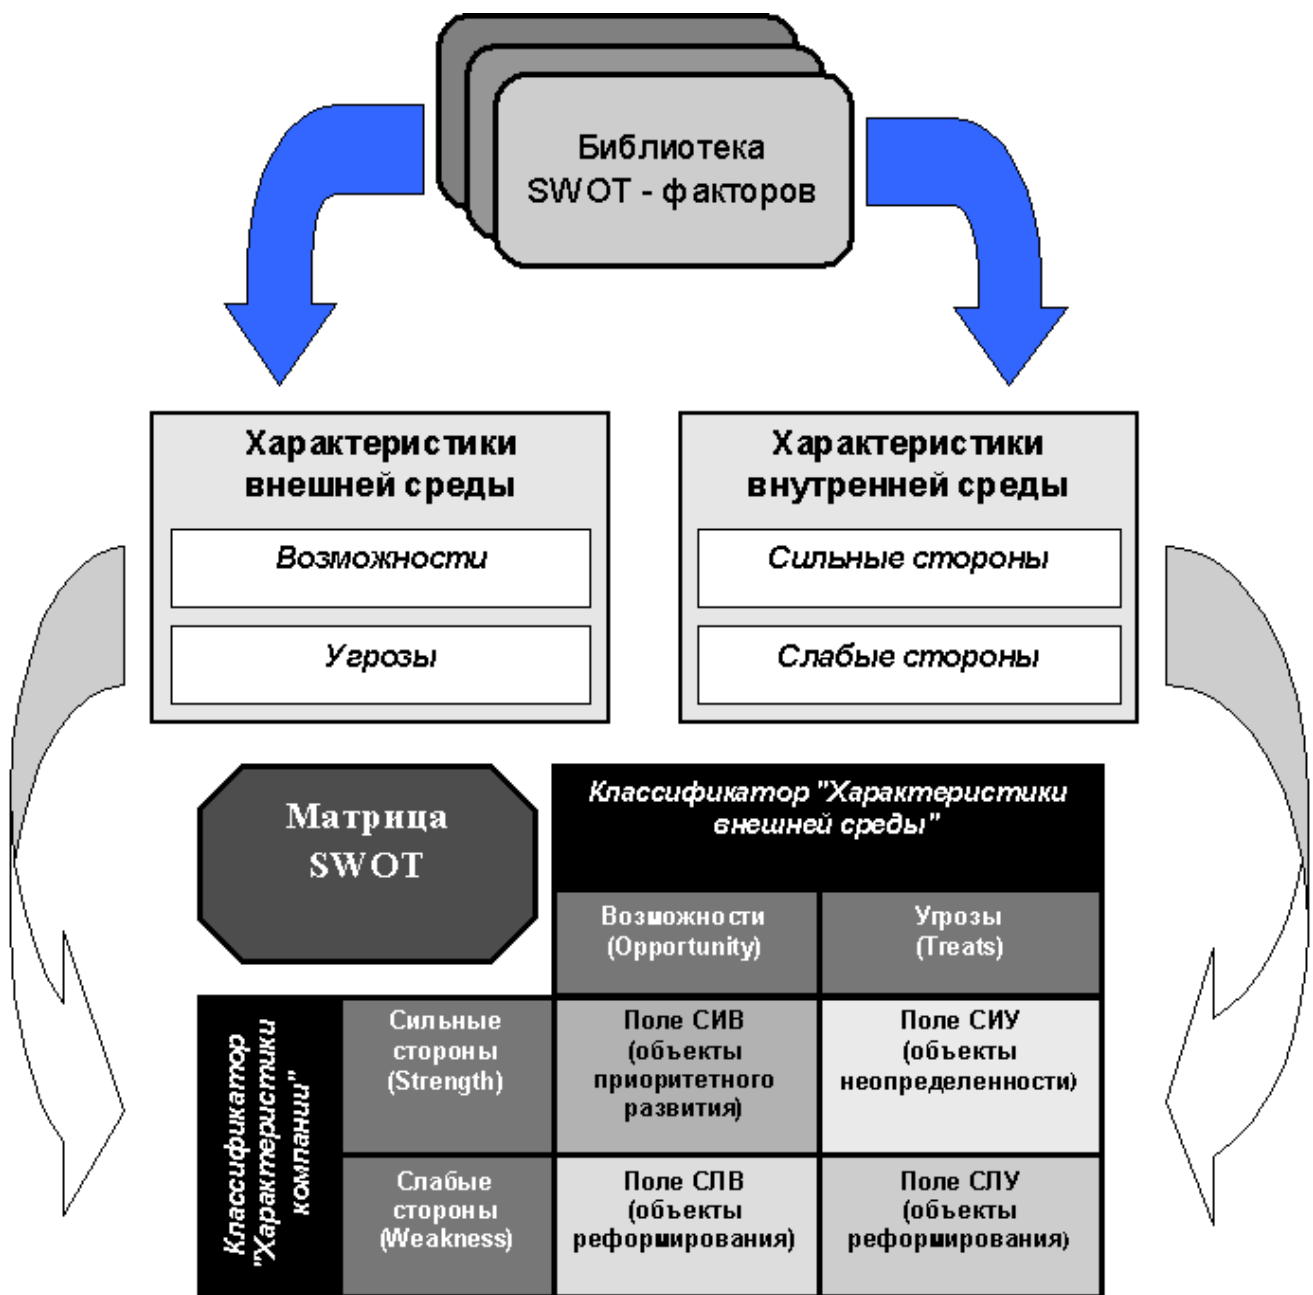 Библиотека
SWOT - факторов
Характеристики
внешней среды
Возможности
Угрозы
Характеристики
внутренней среды
Сильные стороны
Слабые стороны
Матрица
SWOT
Классификатор "Характеристики
внешней среды"
Возможности
(Opportunity)
Угрозы
(Treats)
Классификатор
"Характеристики
компании"
Сильные
стороны
(Strength)
Поле СИВ
(объекты
приоритетного
развития)
Поле СИУ
(объекты
неопределенности)
Слабые
стороны
(Weakness)
Поле СЛВ
(объекты
реформирования)
Поле СЛУ
(объекты
реформирования)